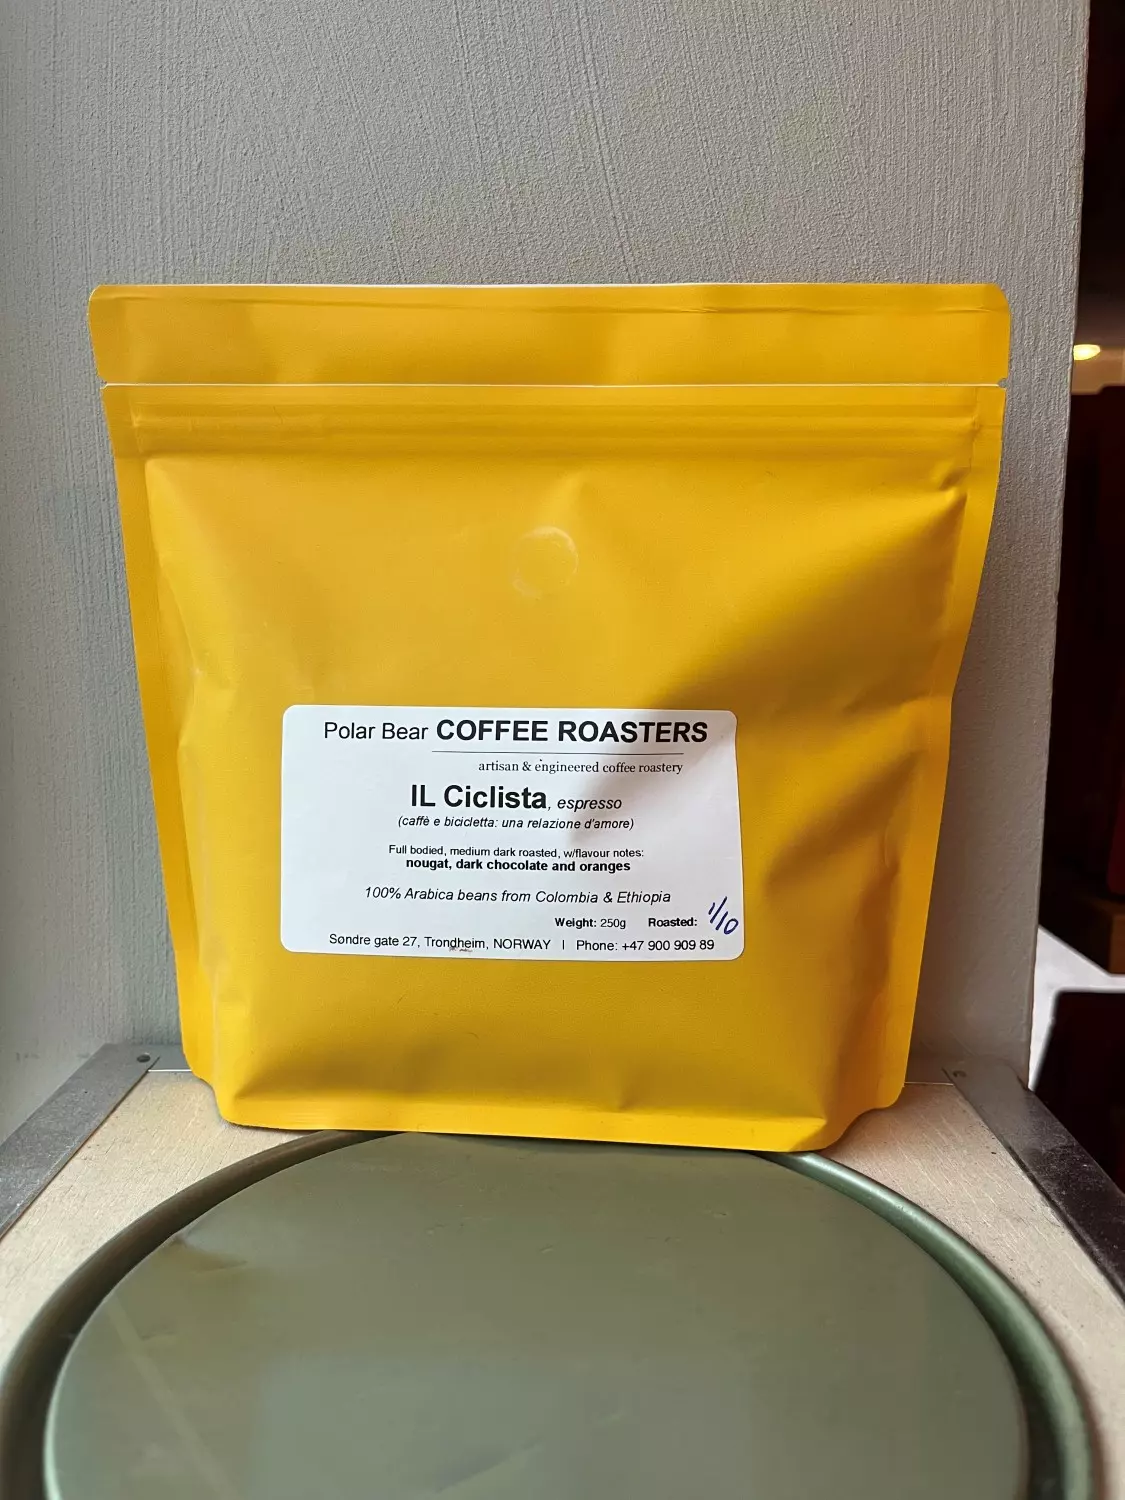 Polar Bear COFFEE ROASTERS
artisan & engineered coffee roastery
IL Ciclista, espresso
(caffè e bicicletta: una relazione d'amore)
Full bodied, medium dark roasted, w/flavour notes:
nougat, dark chocolate and oranges
100% Arabica beans from Colombia & Ethiopia
Weight: 250g Roasted: 1/10
Søndre gate 27, Trondheim, NORWAY | Phone: +47 900 909 89